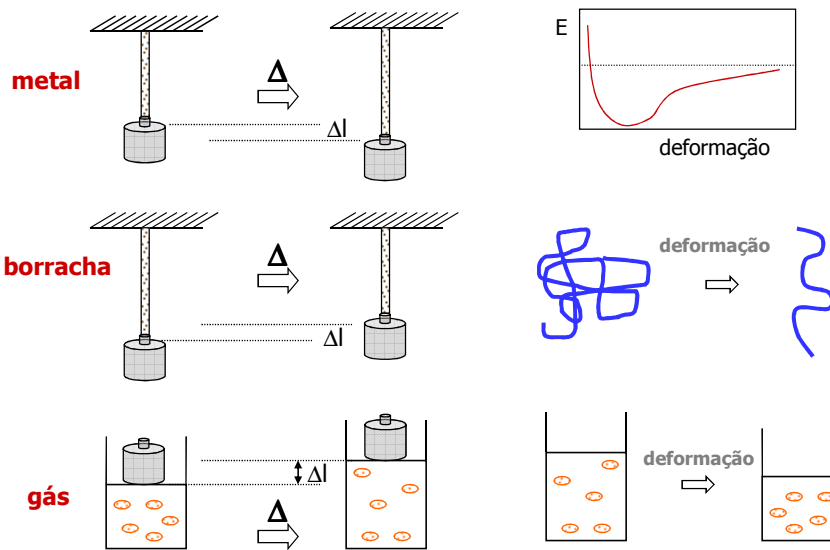 metal
Δ
Δl
E
deformação
borracha
Δ
Δl
deformação
gás
Δ
Δl
deformação